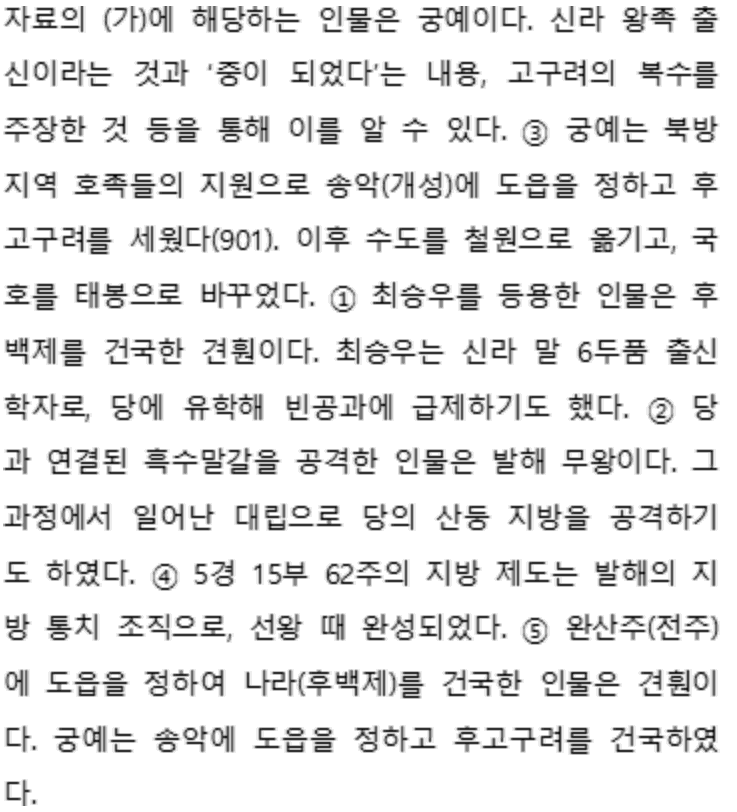 자료의 (가)에 해당하는 인물은 궁예이다. 신라 왕족 출
신이라는 것과 '중이 되었다'는 내용, 고구려의 복수를
주장한 것 등을 통해 이를 알 수 있다. ③ 궁예는 북방
지역 호족들의 지원으로 송악(개성)에 도읍을 정하고 후
고구려를 세웠다(901). 이후 수도를 철원으로 옮기고, 국
호를 태봉으로 바꾸었다. ① 최승우를 등용한 인물은 후
백제를 건국한 견훤이다. 최승우는 신라 말 6두품 출신
학자로, 당에 유학해 빈공과에 급제하기도 했다. ② 당
과 연결된 흑수말갈을 공격한 인물은 발해 무왕이다. 그
과정에서 일어난 대립으로 당의 산둥 지방을 공격하기
도 하였다. ④ 5경 15부 62주의 지방 제도는 발해의 지
방 통치 조직으로, 선왕 때 완성되었다. ⑤ 완산주(전주)
에 도읍을 정하여 나라(후백제)를 건국한 인물은 견훤이
다. 궁예는 송악에 도읍을 정하고 후고구려를 건국하였
다.